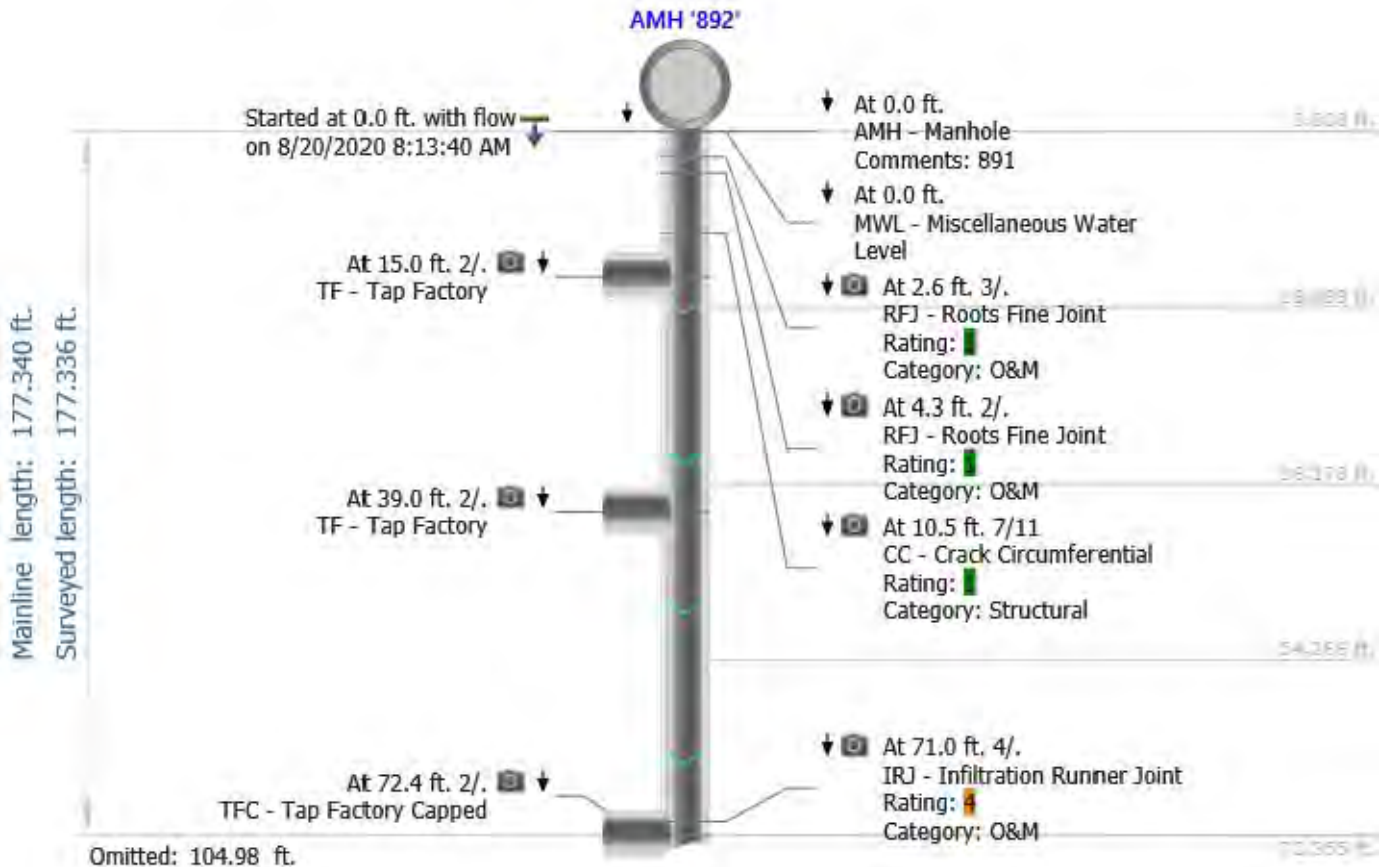 AMH '892'
Started at 0.0 ft. with flow
on 8/20/2020 8:13:40 AM
At 0.0 ft.
AMH - Manhole
Comments: 891
At 0.0 ft.
MWL - Miscellaneous Water
Level
At 15.0 ft. 2/.
TF - Tap Factory
At 2.6 ft. 3/.
RFJ - Roots Fine Joint
Rating:
Category: O&M
At 4.3 ft. 2/.
RFJ - Roots Fine Joint
Rating:
Category: O&M
At 39.0 ft. 2/.
TF - Tap Factory
At 10.5 ft. 7/11
CC - Crack Circumferential
Rating:
Category: Structural
At 71.0 ft. 4/.
IRJ - Infiltration Runner Joint
Rating: 4
Category: O&M
At 72.4 ft. 2/.
TFC - Tap Factory Capped
Omitted: 104.98 ft.
Mainline length: 177.340 ft.
Surveyed length: 177.336 ft.